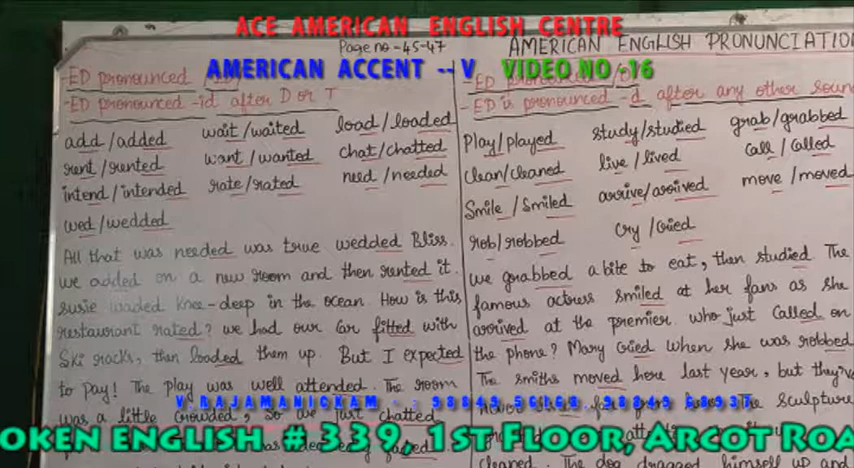 ACE AMERICAN ENGLISH CENTRE
Page no -45-47
AMERICAN ENGLISH PRONUNCIATIO
AMERICAN ACCENT -- V VIDEO NO -16
-ED pronounced
-ED pronounced -id after D or T
add/added wait/waited load/loaded
rent/rented want/wanted chat/chatted
intend/intended rate/rated need/needed
wed/wedded
All that was needed was true wedded Bliss.
we added on a new room and then rented it.
Susie waded knee-deep in the ocean. How is this
restaurant rated? we had our car fitted with
Ski racks, then loaded them up. But I expected
to pay! The play was well attended. The room
was a little crowded, so we just chatted
-ED pronounced
-ED is pronounced -d after any other soun
Play/played study/studied grab/grabbed
clean/cleaned live/lived call/called
Smile/Smiled arrive/arrived move/moved
rob/robbed cry/cried
we grabbed a bite to eat, then studied The
famous actress smiled at her fans as she
arrived at the premier. who just called on
the phone? Mary cried when she was robbed
The smiths moved here last year, but they've
The sculpture
cleaned. The dog dragged himself up and
V.RAJAMANICKAM
OKEN ENGLISH # 339, 1ST FLOOR, ARCOT ROA